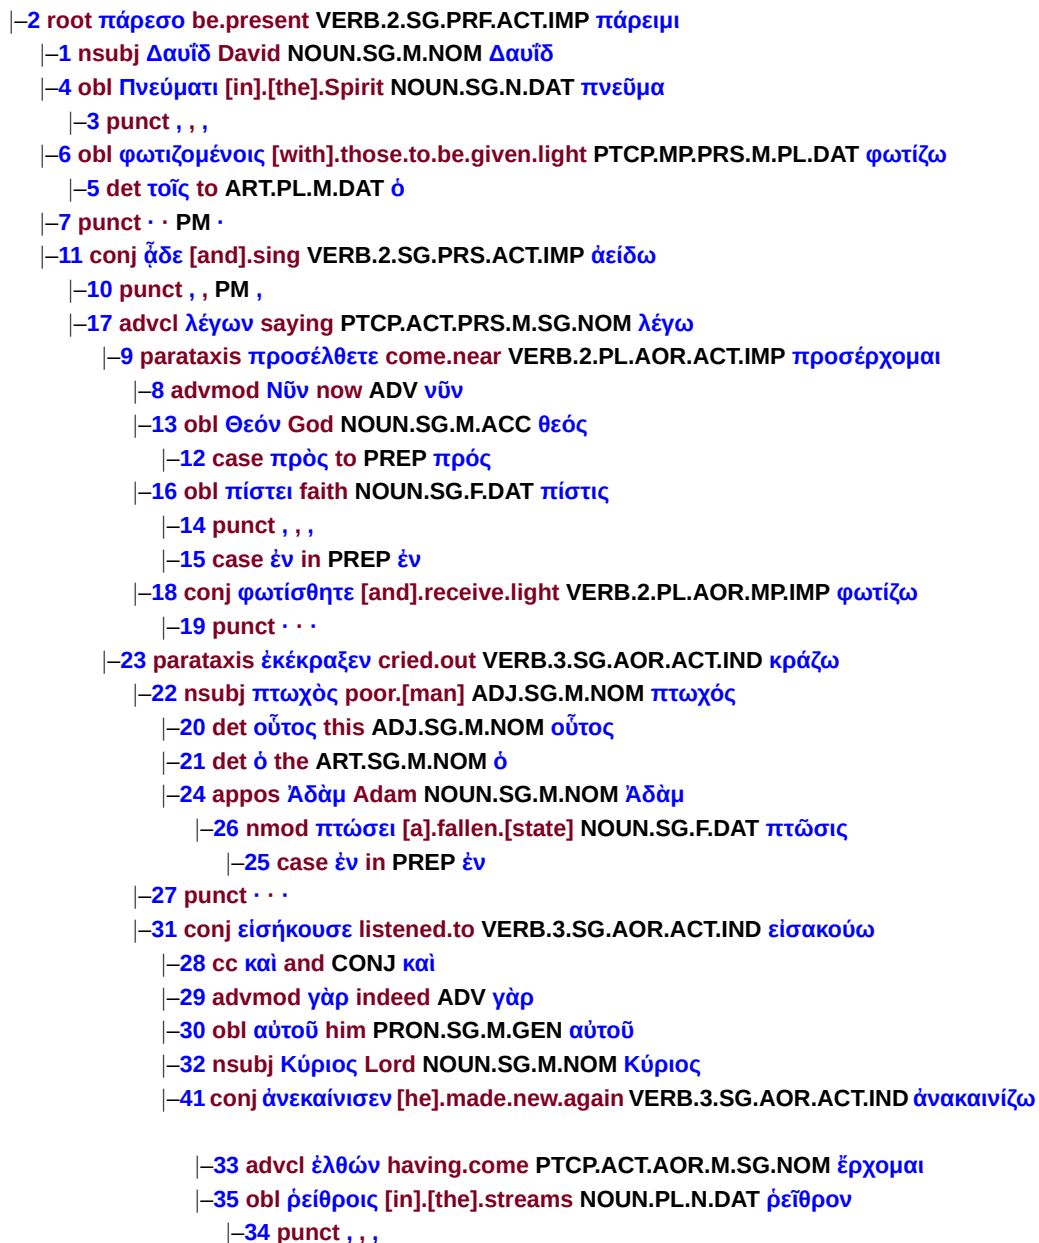 |–2 root πάρεσο be.present VERB.2.SG.PRF.ACT.IMP πάρειμι
|–1 nsubj Δαυΐδ David NOUN.SG.M.NOM Δαυΐδ
|–4 obl Πνεύματι [in].[the].Spirit NOUN.SG.N.DAT πνεῦμα
|–3 punct , , ,
|–6 obl φωτιζομένοις [with].those.to.be.given.light PTCP.MP.PRS.M.PL.DAT φωτίζω
|–5 det τοῖς to ART.PL.M.DAT ὁ
|–7 punct · · PM ·
|–11 conj ᾆδε [and].sing VERB.2.SG.PRS.ACT.IMP ἀείδω
|–10 punct , , PM ,
|–17 advcl λέγων saying PTCP.ACT.PRS.M.SG.NOM λέγω
|–9 parataxis προσέλθετε come.near VERB.2.PL.AOR.ACT.IMP προσέρχομαι
|–8 advmod Νῦν now ADV νῦν
|–13 obl Θεόν God NOUN.SG.M.ACC θεός
|–12 case πρὸς to PREP πρός
|–16 obl πίστει faith NOUN.SG.F.DAT πίστις
|–14 punct , , ,
|–15 case ἐν in PREP ἐν
|–18 conj φωτίσθητε [and].receive.light VERB.2.PL.AOR.MP.IMP φωτίζω
|–19 punct · · ·
|–23 parataxis ἐκέκραξεν cried.out VERB.3.SG.AOR.ACT.IND κράζω
|–22 nsubj πτωχὸς poor.[man] ADJ.SG.M.NOM πτωχός
|–20 det οὗτος this ADJ.SG.M.NOM οὗτος
|–21 det ὁ the ART.SG.M.NOM ὁ
|–24 appos Ἀδὰμ Adam NOUN.SG.M.NOM Ἀδὰμ
|–26 nmod πτώσει [a].fallen.[state] NOUN.SG.F.DAT πτῶσις
|–25 case ἐν in PREP ἐν
|–27 punct · · ·
|–31 conj εἰσήκουσε listened.to VERB.3.SG.AOR.ACT.IND εἰσακούω
|–28 cc καὶ and CONJ καὶ
|–29 advmod γὰρ indeed ADV γὰρ
|–30 obl αὐτοῦ him PRON.SG.M.GEN αὐτοῦ
|–32 nsubj Κύριος Lord NOUN.SG.M.NOM Κύριος
|–41 conj ἀνεκαίνισεν [he].made.new.again VERB.3.SG.AOR.ACT.IND ἀνακαινίζω
|–33 advcl ἐλθών having.come PTCP.ACT.AOR.M.SG.NOM ἔρχομαι
|–35 obl ῥείθροις [in].[the].streams NOUN.PL.N.DAT ῥεῖθρον
|–34 punct , , ,